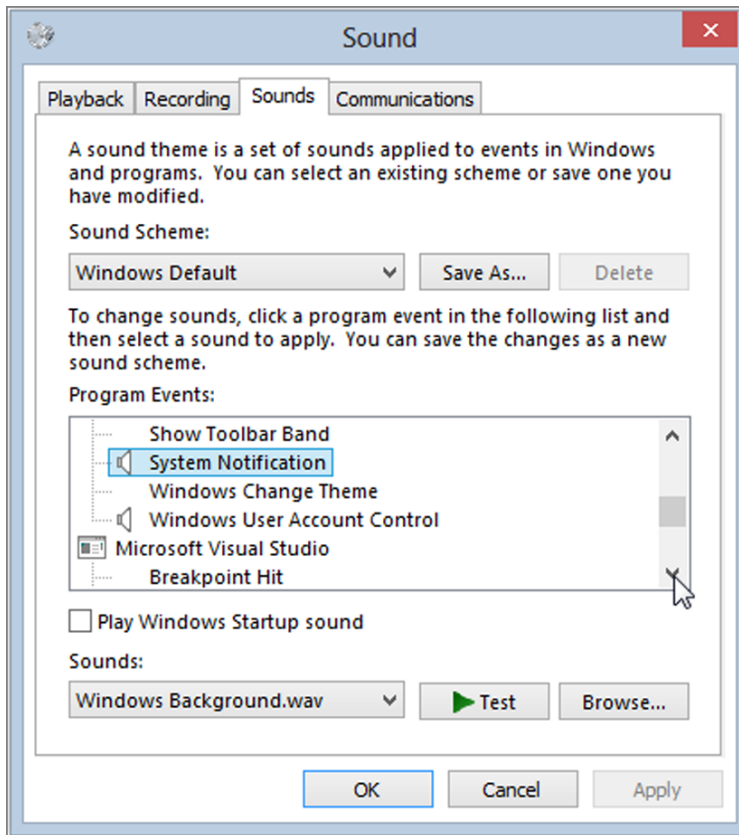 Sound
Playback Recording Sounds Communications
A sound theme is a set of sounds applied to events in Windows
and programs. You can select an existing scheme or save one you
have modified.
Sound Scheme:
Windows Default Save As... Delete
To change sounds, click a program event in the following list and
then select a sound to apply. You can save the changes as a new
sound scheme.
Program Events:
Show Toolbar Band
System Notification
Windows Change Theme
Windows User Account Control
Microsoft Visual Studio
Breakpoint Hit
Play Windows Startup sound
Sounds:
Windows Background.wav Test Browse...
OK Cancel Apply